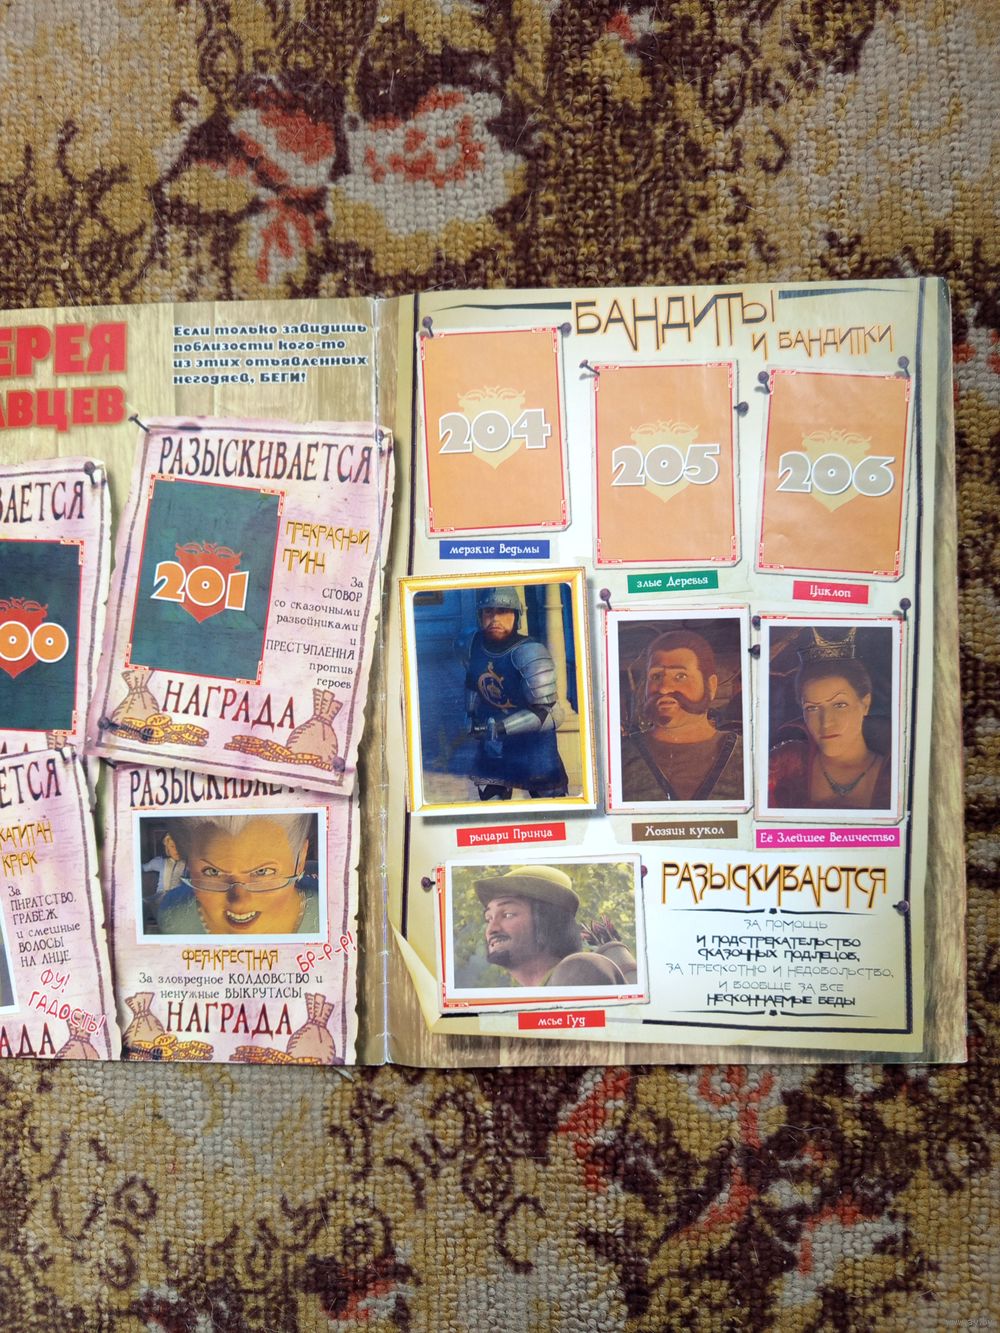 ЕРЕЯ
АВЦЕВ
Если только завидишь
поблизости кого-то
из этих отъявленных
негодяев, БЕГИ!
ВАЕТСЯ
00
РАЗЫСКИВАЕТСЯ
201
ПРЕКРАСНЫЙ
ПРИНЦ
За
СГОВОР
со сказочными
разбойниками
и
ПРЕСТУПЛЕНИЯ
против
героев
НАГРАДА
ЕТСЯ
КАПИТАН
КРЮК
За
ПИРАТСТВО,
ГРАБЁЖ
и смешные
ВОЛОСЫ
НА ЛИЦЕ
ФУ!
ГАДОСТЬ!
АДА
РАЗЫСКИВАЕТСЯ
БР-Р-Р!
ФЕЯ-КРЕСТНАЯ
За зловредное КОЛДОВСТВО и
ненужные ВЫКРУТАСЫ
НАГРАДА
БАНДИТЫ
И БАНДИТКИ
204
мерзкие Ведьмы
205
злые Деревья
206
Циклоп
рыцари Принца
Хозяин кукол
Её Злейшее Величество
мсье Гуд
РАЗЫСКИВАЮТСЯ
ЗА ПОМОЩЬ
И ПОДСТРЕКАТЕЛЬСТВО
СКАЗОЧНЫХ ПОДЛЕЦОВ,
ЗА ТРЕСКОТНЮ И НЕДОВОЛЬСТВО,
И ВООБЩЕ ЗА ВСЕ
НЕСКОНЧАЕМЫЕ БЕДЫ